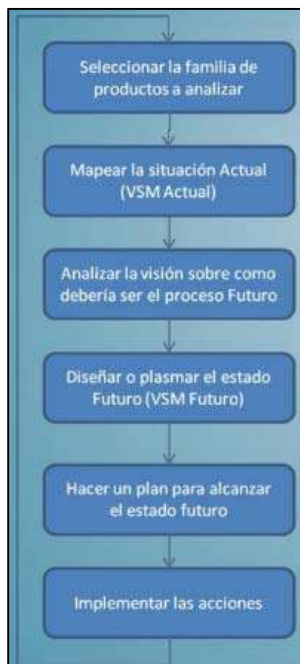 Seleccionar la familia de
productos a analizar
Mapear la situación Actual
(VSM Actual)
Analizar la visión sobre como
debería ser el proceso Futuro
Diseñar o plasmar el estado
Futuro (VSM Futuro)
Hacer un plan para alcanzar
el estado futuro
Implementar las acciones